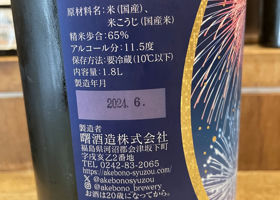 原材料名:米(国産)、
米こうじ(国産米)
精米歩合:65%
アルコール分:11.5度
保存方法:要冷蔵(10℃以下)
内容量:1.8L
製造年月
2024. 6.
製造者
曙酒造株式会社
福島県河沼郡会津坂下町
字戌亥乙2番地
TEL 0242-83-2065
https://akebono-syuzou.com/
akebonosyuzou
akebono_brewery
お酒は20歳になってから。